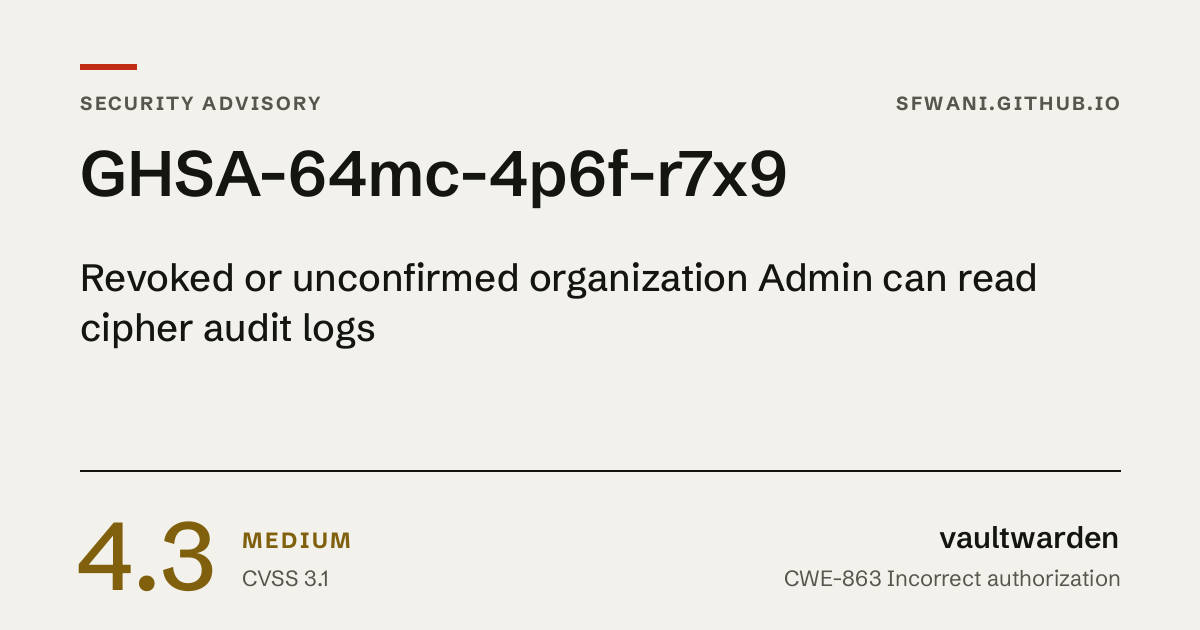 SECURITY ADVISORY
SFWANI.GITHUB.IO
GHSA-64mc-4p6f-r7x9
Revoked or unconfirmed organization Admin can read
cipher audit logs
4.3
MEDIUM
CVSS 3.1
vaultwarden
CWE-863 Incorrect authorization